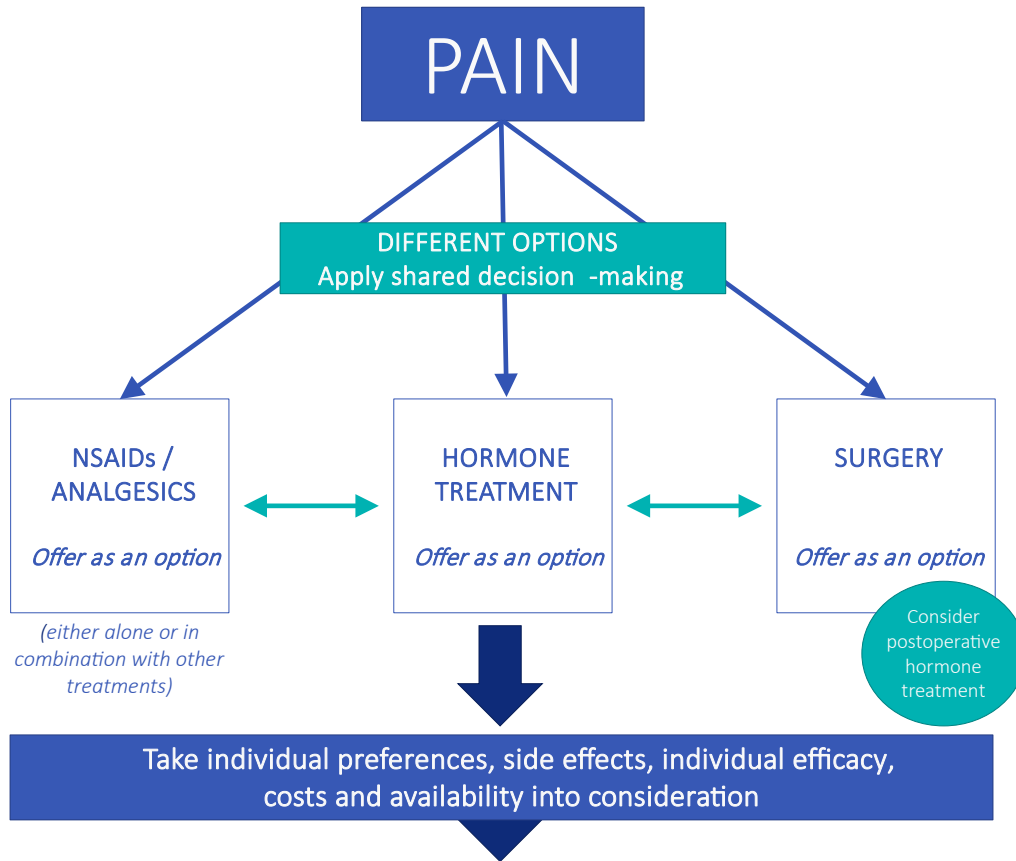 PAIN
DIFFERENT OPTIONS
Apply shared decision -making
NSAIDs /
ANALGESICS
Offer as an option
(either alone or in
combination with other
treatments)
HORMONE
TREATMENT
Offer as an option
SURGERY
Offer as an option
Consider
postoperative
hormone
treatment
Take individual preferences, side effects, individual efficacy,
costs and availability into consideration